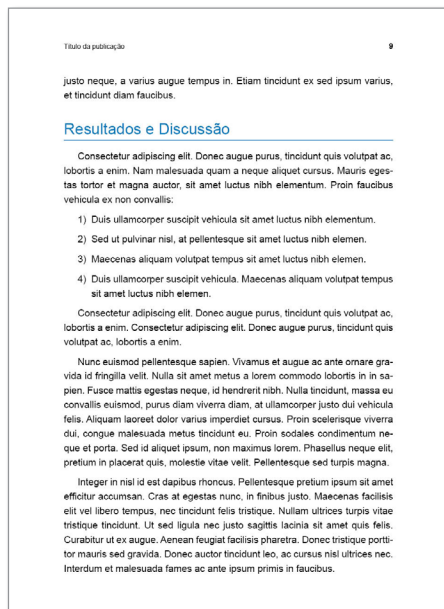 Título da publicação 9
justo neque, a varius augue tempus in. Etiam tincidunt ex sed ipsum varius,
et tincidunt diam faucibus.
Resultados e Discussão
Consectetur adipiscing elit. Donec augue purus, tincidunt quis volutpat ac,
lobortis a enim. Nam malesuada quam a neque aliquet cursus. Mauris eges-
tas tortor et magna auctor, sit amet luctus nibh elementum. Proin faucibus
vehicula ex non convallis:
1) Duis ullamcorper suscipit vehicula sit amet luctus nibh elementum.
2) Sed ut pulvinar nisl, at pellentesque sit amet luctus nibh elemen.
3) Maecenas aliquam volutpat tempus sit amet luctus nibh elemen.
4) Duis ullamcorper suscipit vehicula. Maecenas aliquam volutpat tempus
sit amet luctus nibh elemen.
Consectetur adipiscing elit. Donec augue purus, tincidunt quis volutpat ac,
lobortis a enim. Consectetur adipiscing elit. Donec augue purus, tincidunt quis
volutpat ac, lobortis a enim.
Nunc euismod pellentesque sapien. Vivamus et augue ac ante ornare gra-
vida id fringilla velit. Nulla sit amet metus a lorem commodo lobortis in in sa-
pien. Fusce mattis egestas neque, id hendrerit nibh. Nulla tincidunt, massa eu
convallis euismod, purus diam viverra diam, at ullamcorper justo dui vehicula
felis. Aliquam laoreet dolor varius imperdiet cursus. Proin scelerisque viverra
dui, congue malesuada metus tincidunt eu. Proin sodales condimentum ne-
que et porta. Sed id aliquet ipsum, non maximus lorem. Phasellus neque elit,
pretium in placerat quis, molestie vitae velit. Pellentesque sed turpis magna.
Integer in nisl id est dapibus rhoncus. Pellentesque pretium ipsum sit amet
efficitur accumsan. Cras at egestas nunc, in finibus justo. Maecenas facilisis
elit vel libero tempus, nec tincidunt felis tristique. Nullam ultrices turpis vitae
tristique tincidunt. Ut sed ligula nec justo sagittis lacinia sit amet quis felis.
Curabitur ut ex augue. Aenean feugiat facilisis pharetra. Donec tristique portti-
tor mauris sed gravida. Donec auctor tincidunt leo, ac cursus nisl ultrices nec.
Interdum et malesuada fames ac ante ipsum primis in faucibus.